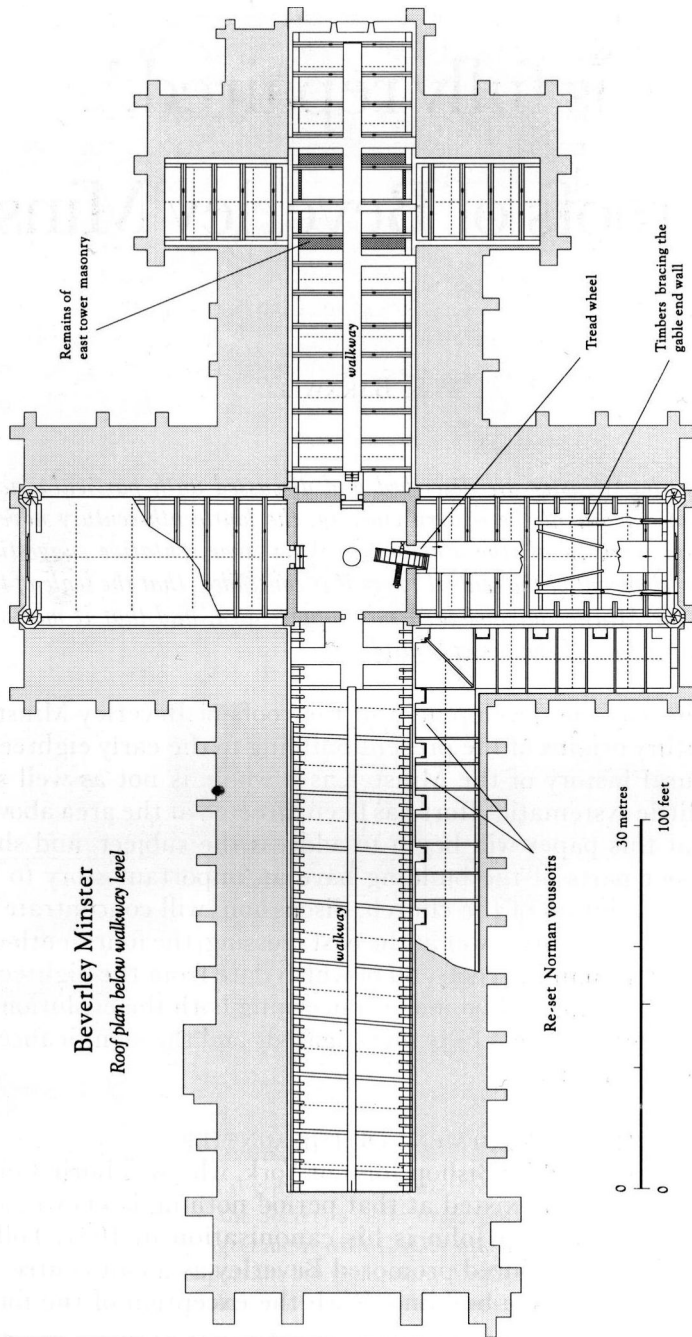 Beverley Minster
Roof plan below walkway level
Remains of
east tower masonry
walkway
walkway
Tread wheel
Timbers bracing the
gable end wall
Re-set Norman voussoirs
0
30 metres
0
100 feet